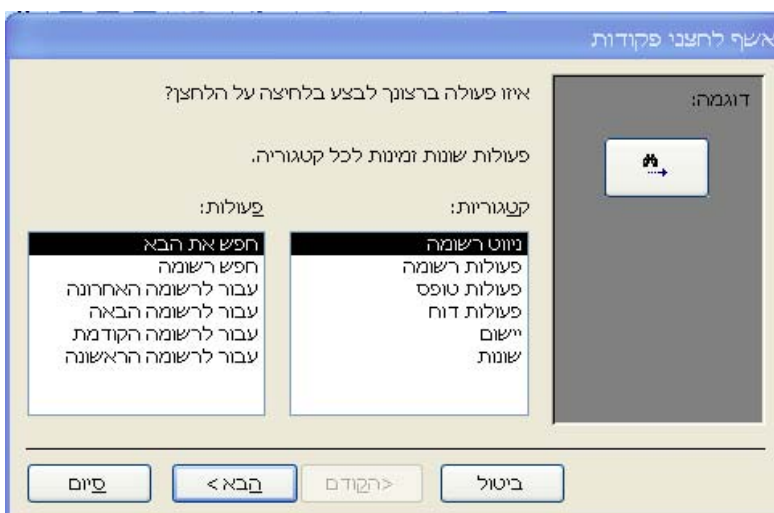 אשף לחצני פקודות
דוגמה:
איזו פעולה ברצונך לבצע בלחיצה על הלחצן?
פעולות שונות זמינות לכל קטגוריה.
קטגוריות:
ניווט רשומה
פעולות רשומה
פעולות טופס
פעולות דוח
יישום
שונות
פעולות:
חפש את הבא
חפש רשומה
עבור לרשומה האחרונה
עבור לרשומה הבאה
עבור לרשומה הקודמת
עבור לרשומה הראשונה
ביטול
<הקודם
הבא >
סיום